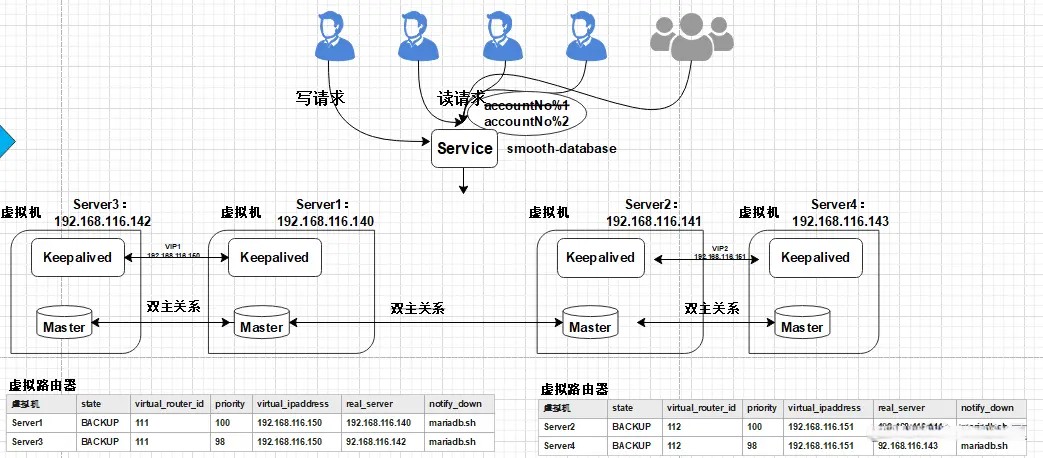 写请求
读请求
accountNo%1
accountNo%2
Service
smooth-database
虚拟机
Server3:
192.168.116.142
虚拟机
Server1:
192.168.116.140
虚拟机
Server2:
192.168.116.141
虚拟机
Server4:
192.168.116.143
Keepalived
VIP1
192.168.116.150
Keepalived
Keepalived
VIP2
192.168.116.151
Keepalived
Master
双主关系
Master
双主关系
Master
双主关系
Master
虚拟路由器
虚拟机 state virtual_router_id priority virtual_ipaddress real_server notify_down
Server1 BACKUP 111 100 192.168.116.150 192.168.116.140 mariadb.sh
Server3 BACKUP 111 98 192.168.116.150 92.168.116.142 mariadb.sh
虚拟路由器
虚拟机 state virtual_router_id priority virtual_ipaddress real_server notify_down
Server2 BACKUP 112 100 192.168.116.151 mariadb.sh
Server4 BACKUP 112 98 192.168.116.151 92.168.116.143 mariadb.sh